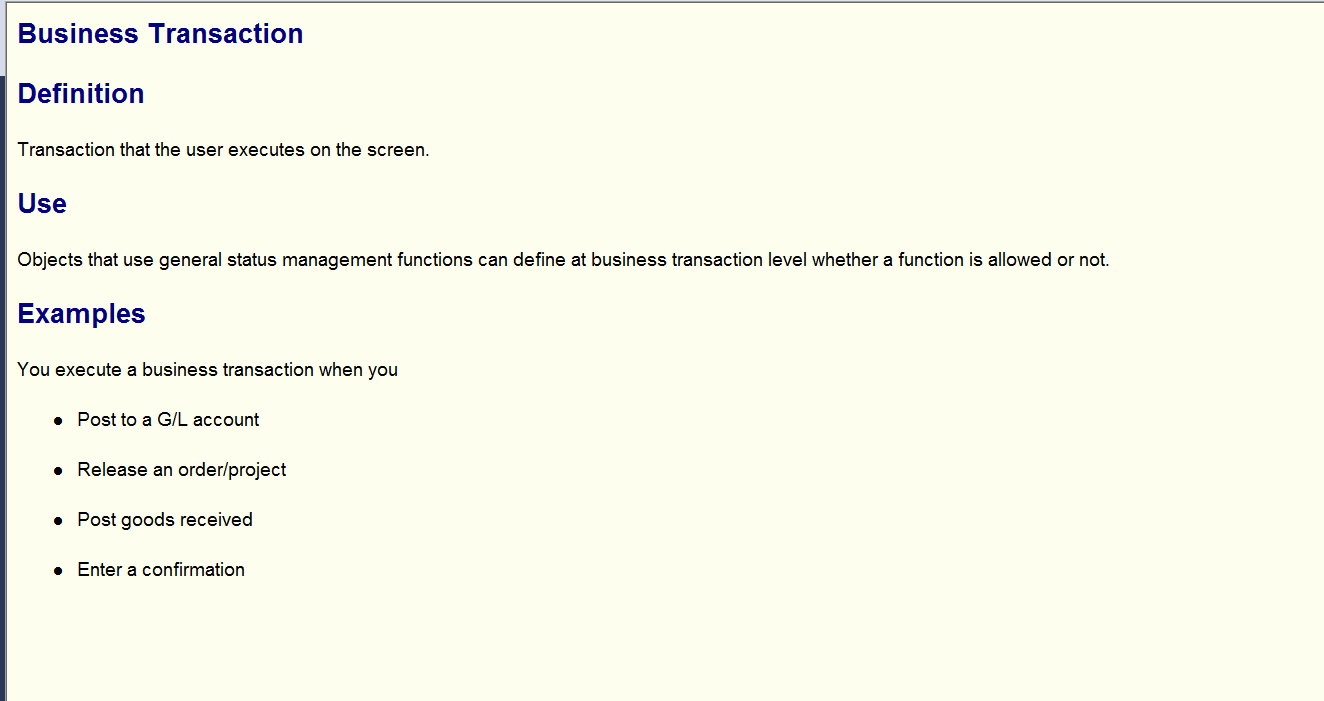 Business Transaction
Definition
Transaction that the user executes on the screen.
Use
Objects that use general status management functions can define at business transaction level whether a function is allowed or not.
Examples
You execute a business transaction when you
● Post to a G/L account
● Release an order/project
● Post goods received
● Enter a confirmation